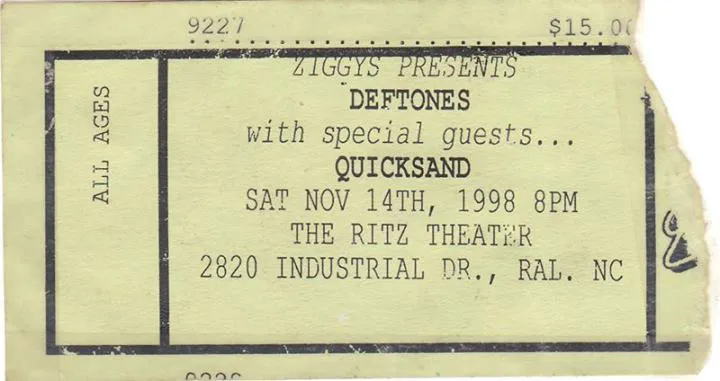 9227 $15.00
ZIGGYS PRESENTS
DEFTONES
with special guests...
QUICKSAND
SAT NOV 14TH, 1998 8PM
THE RITZ THEATER
2820 INDUSTRIAL DR., RAL. NC
ALL AGES